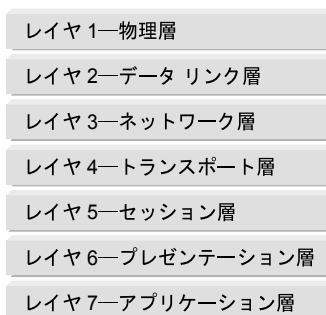 レイヤ 1―物理層
レイヤ 2―データ リンク層
レイヤ 3―ネットワーク層
レイヤ 4―トランスポート層
レイヤ 5―セッション層
レイヤ 6―プレゼンテーション層
レイヤ 7―アプリケーション層